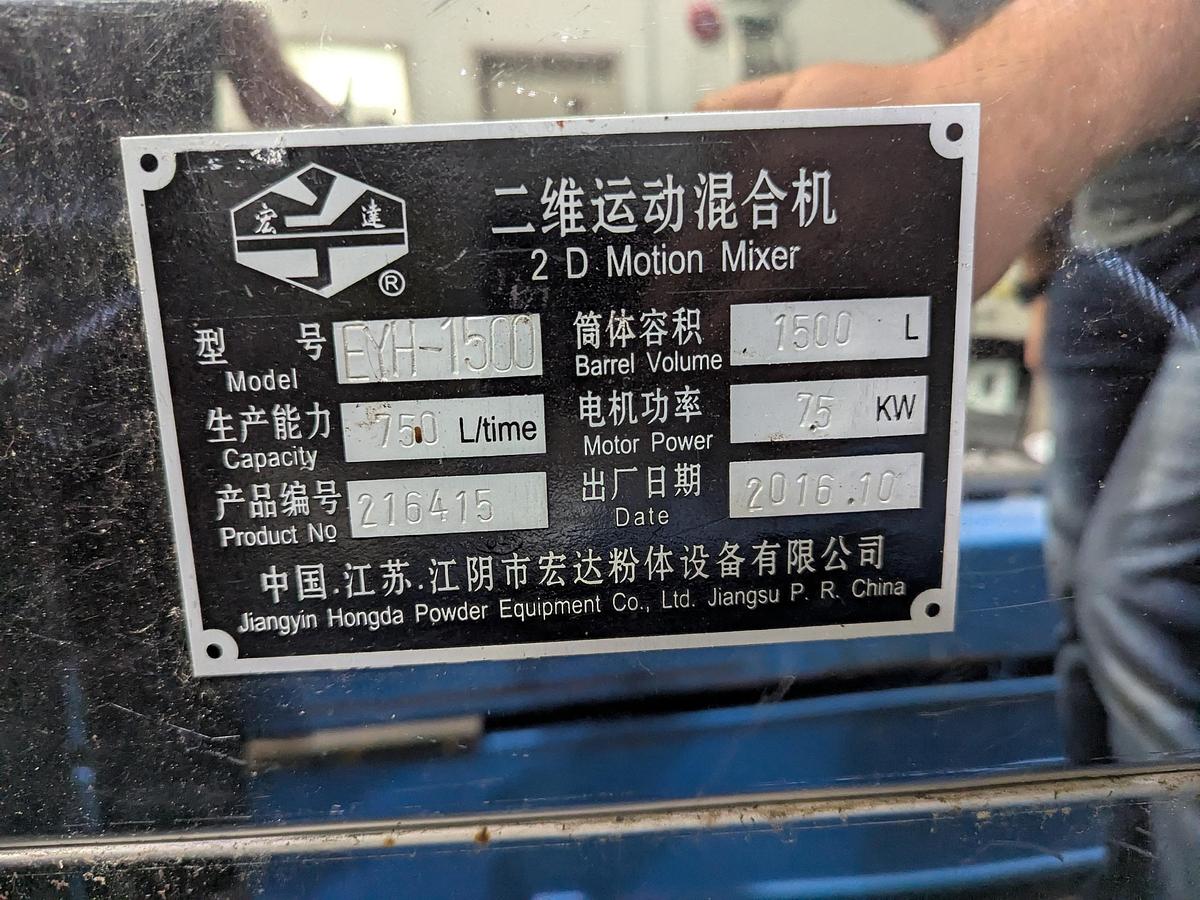 宏 達
®
二维运动混合机
2 D Motion Mixer
型 号 EYH-1500 筒体容积 1500 L
Model Barrel Volume
生产能力 750 L/time 电机功率 7.5 KW
Capacity Motor Power
产品编号 216415 出厂日期 2016.10
Product № Date
中国.江苏.江阴市宏达粉体设备有限公司
Jiangyin Hongda Powder Equipment Co., Ltd. Jiangsu P. R. China